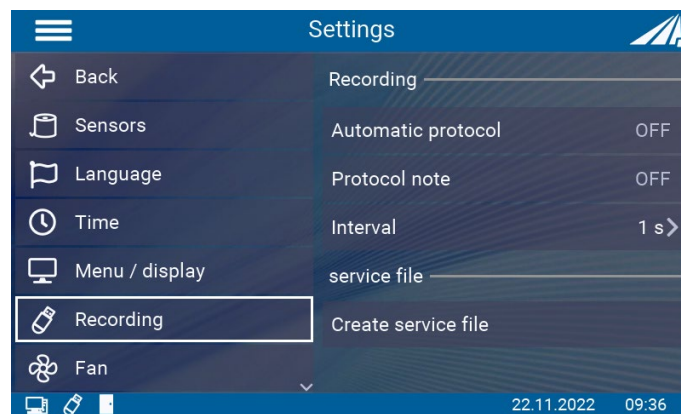 Settings
Back
Sensors
Language
Time
Menu / display
Recording
Fan
Recording
Automatic protocol OFF
Protocol note OFF
Interval 1 s
service file
Create service file
22.11.2022 09:36